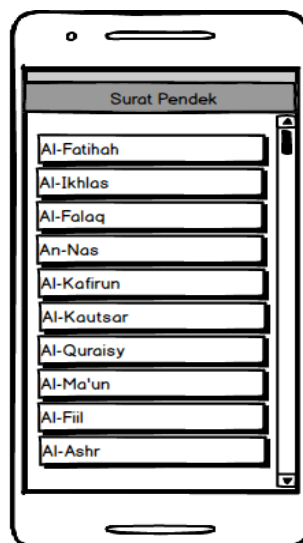 Surat Pendek
Al-Fatihah
Al-Ikhlas
Al-Falaq
An-Nas
Al-Kafirun
Al-Kautsar
Al-Quraisy
Al-Ma'un
Al-Fiil
Al-Ashr